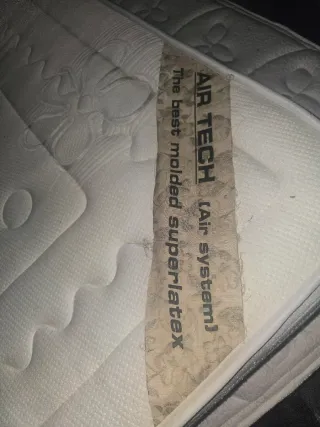 AIR TECH [Air system]
The best molded superlatex